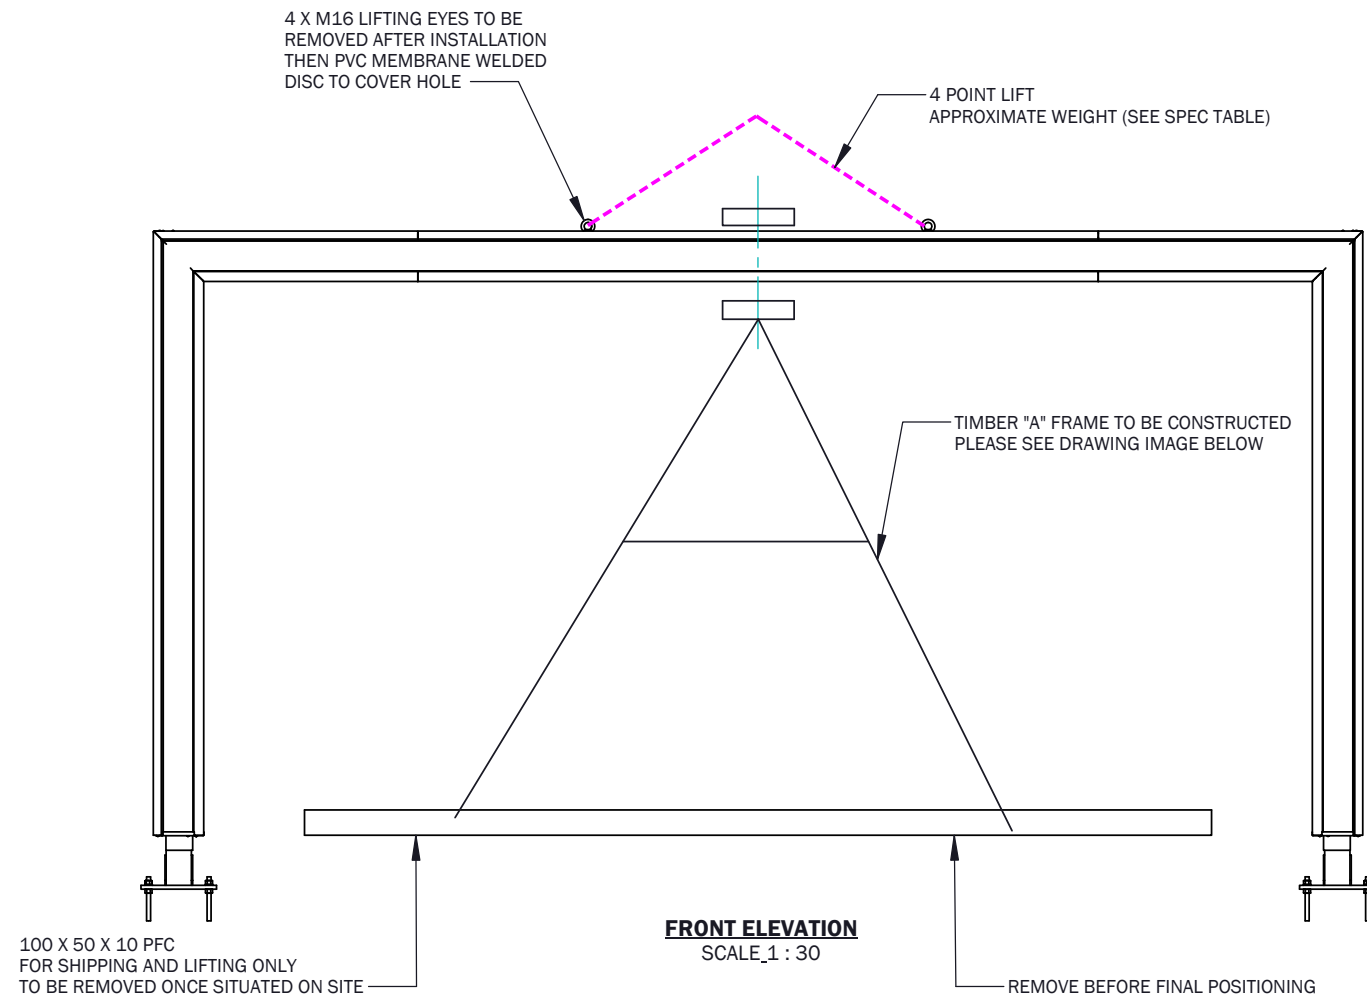 4 X M16 LIFTING EYES TO BE
REMOVED AFTER INSTALLATION
THEN PVC MEMBRANE WELDED
DISC TO COVER HOLE
4 POINT LIFT
APPROXIMATE WEIGHT (SEE SPEC TABLE)
TIMBER "A" FRAME TO BE CONSTRUCTED
PLEASE SEE DRAWING IMAGE BELOW
FRONT ELEVATION
SCALE 1 : 30
100 X 50 X 10 PFC
FOR SHIPPING AND LIFTING ONLY
TO BE REMOVED ONCE SITUATED ON SITE
REMOVE BEFORE FINAL POSITIONING